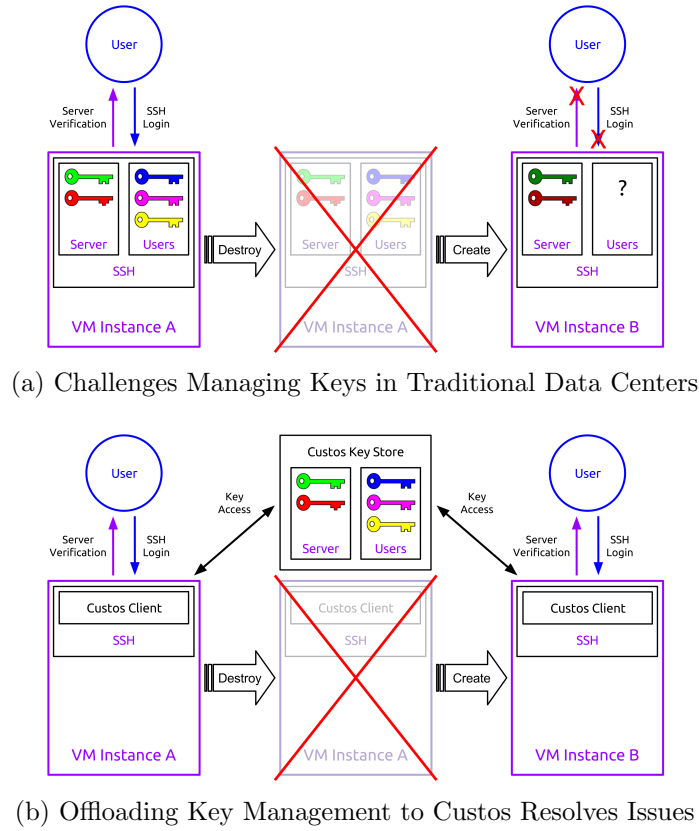 User
User
Server
Verification
SSH
Login
Server
Verification
SSH
Login
Server
Users
SSH
VM Instance A
Destroy
Server
Users
SSH
VM Instance A
Create
Server
?
Users
SSH
VM Instance B
(a) Challenges Managing Keys in Traditional Data Centers
User
Custos Key Store
Server
Users
User
Key
Access
Key
Access
Server
Verification
SSH
Login
Server
Verification
SSH
Login
Custos Client
SSH
VM Instance A
Destroy
Custos Client
SSH
VM Instance A
Create
Custos Client
SSH
VM Instance B
(b) Offloading Key Management to Custos Resolves Issues